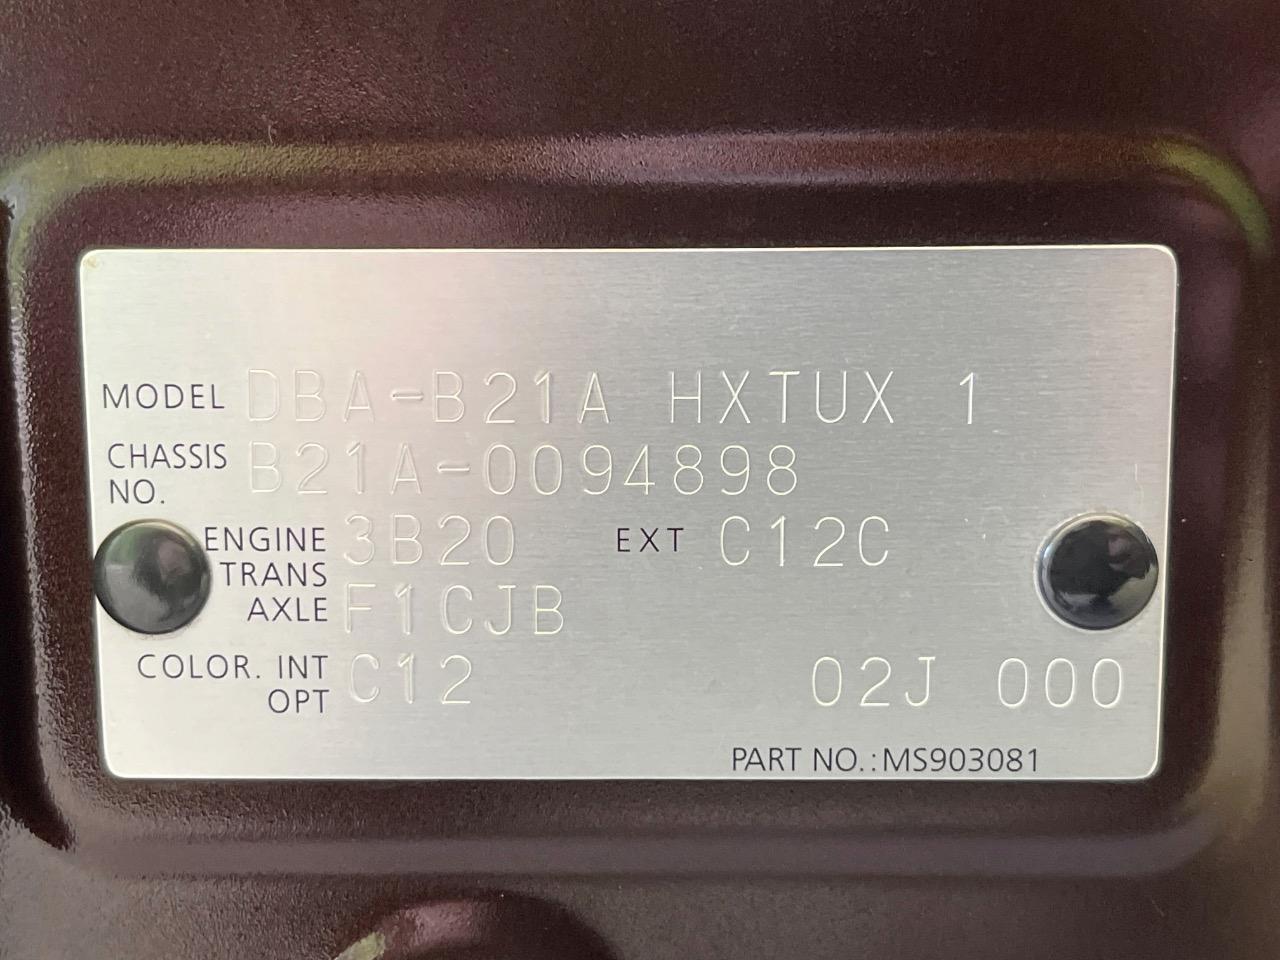 MODEL DBA-B21A HXTUX 1
CHASSIS NO. B21A-0094898
ENGINE 3B20 EXT C12C
TRANS AXLE F1CJB
COLOR. INT C12 02J 000
OPT
PART NO.:MS903081